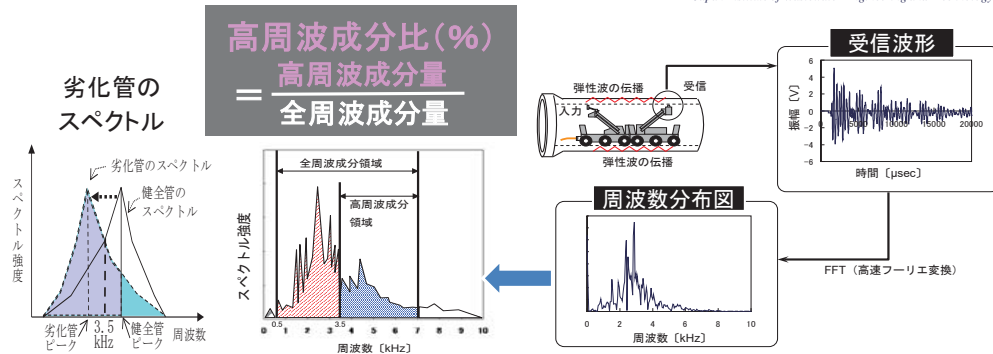 高周波成分比(%)
高周波成分量
=
全周波成分量
劣化管の
スペクトル
劣化管のスペクトル
健全管の
スペクトル
スペクトル強度
劣化管
ピーク
3.5
kHz
健全管
ピーク
周波数
全周波成分領域
高周波成分
領域
スペクトル強度
0
0.5
1
2
3
3.5
4
5
6
7
8
9
10
周波数〔kHz〕
弾性波の伝播
受信
入力
弾性波の伝播
受信波形
振幅〔V〕
6
4
2
0
-2
-4
-6
0
5000
10000
15000
20000
時間〔μsec〕
FFT(高速フーリエ変換)
周波数分布図
0
2
4
6
8
10
周波数〔kHz〕